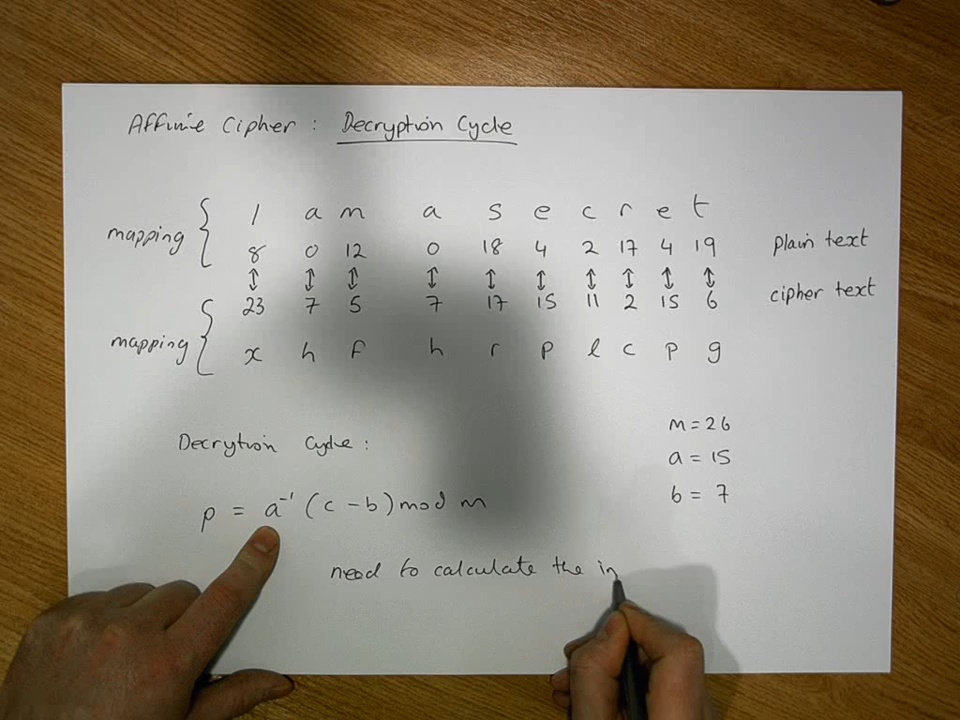 Affine Cipher : Decryption Cycle
I a m a s e c r e t
mapping { 8 0 12 0 18 4 2 17 4 19 plain text
↕ ↕ ↕ ↕ ↕ ↕ ↕ ↕ ↕ ↕
23 7 5 7 17 15 11 2 15 6 cipher text
mapping { x h f h r p l c p g
m = 26
Decrytion Cycle :
a = 15
b = 7
p = a⁻¹ (c - b) mod m
need to calculate the in